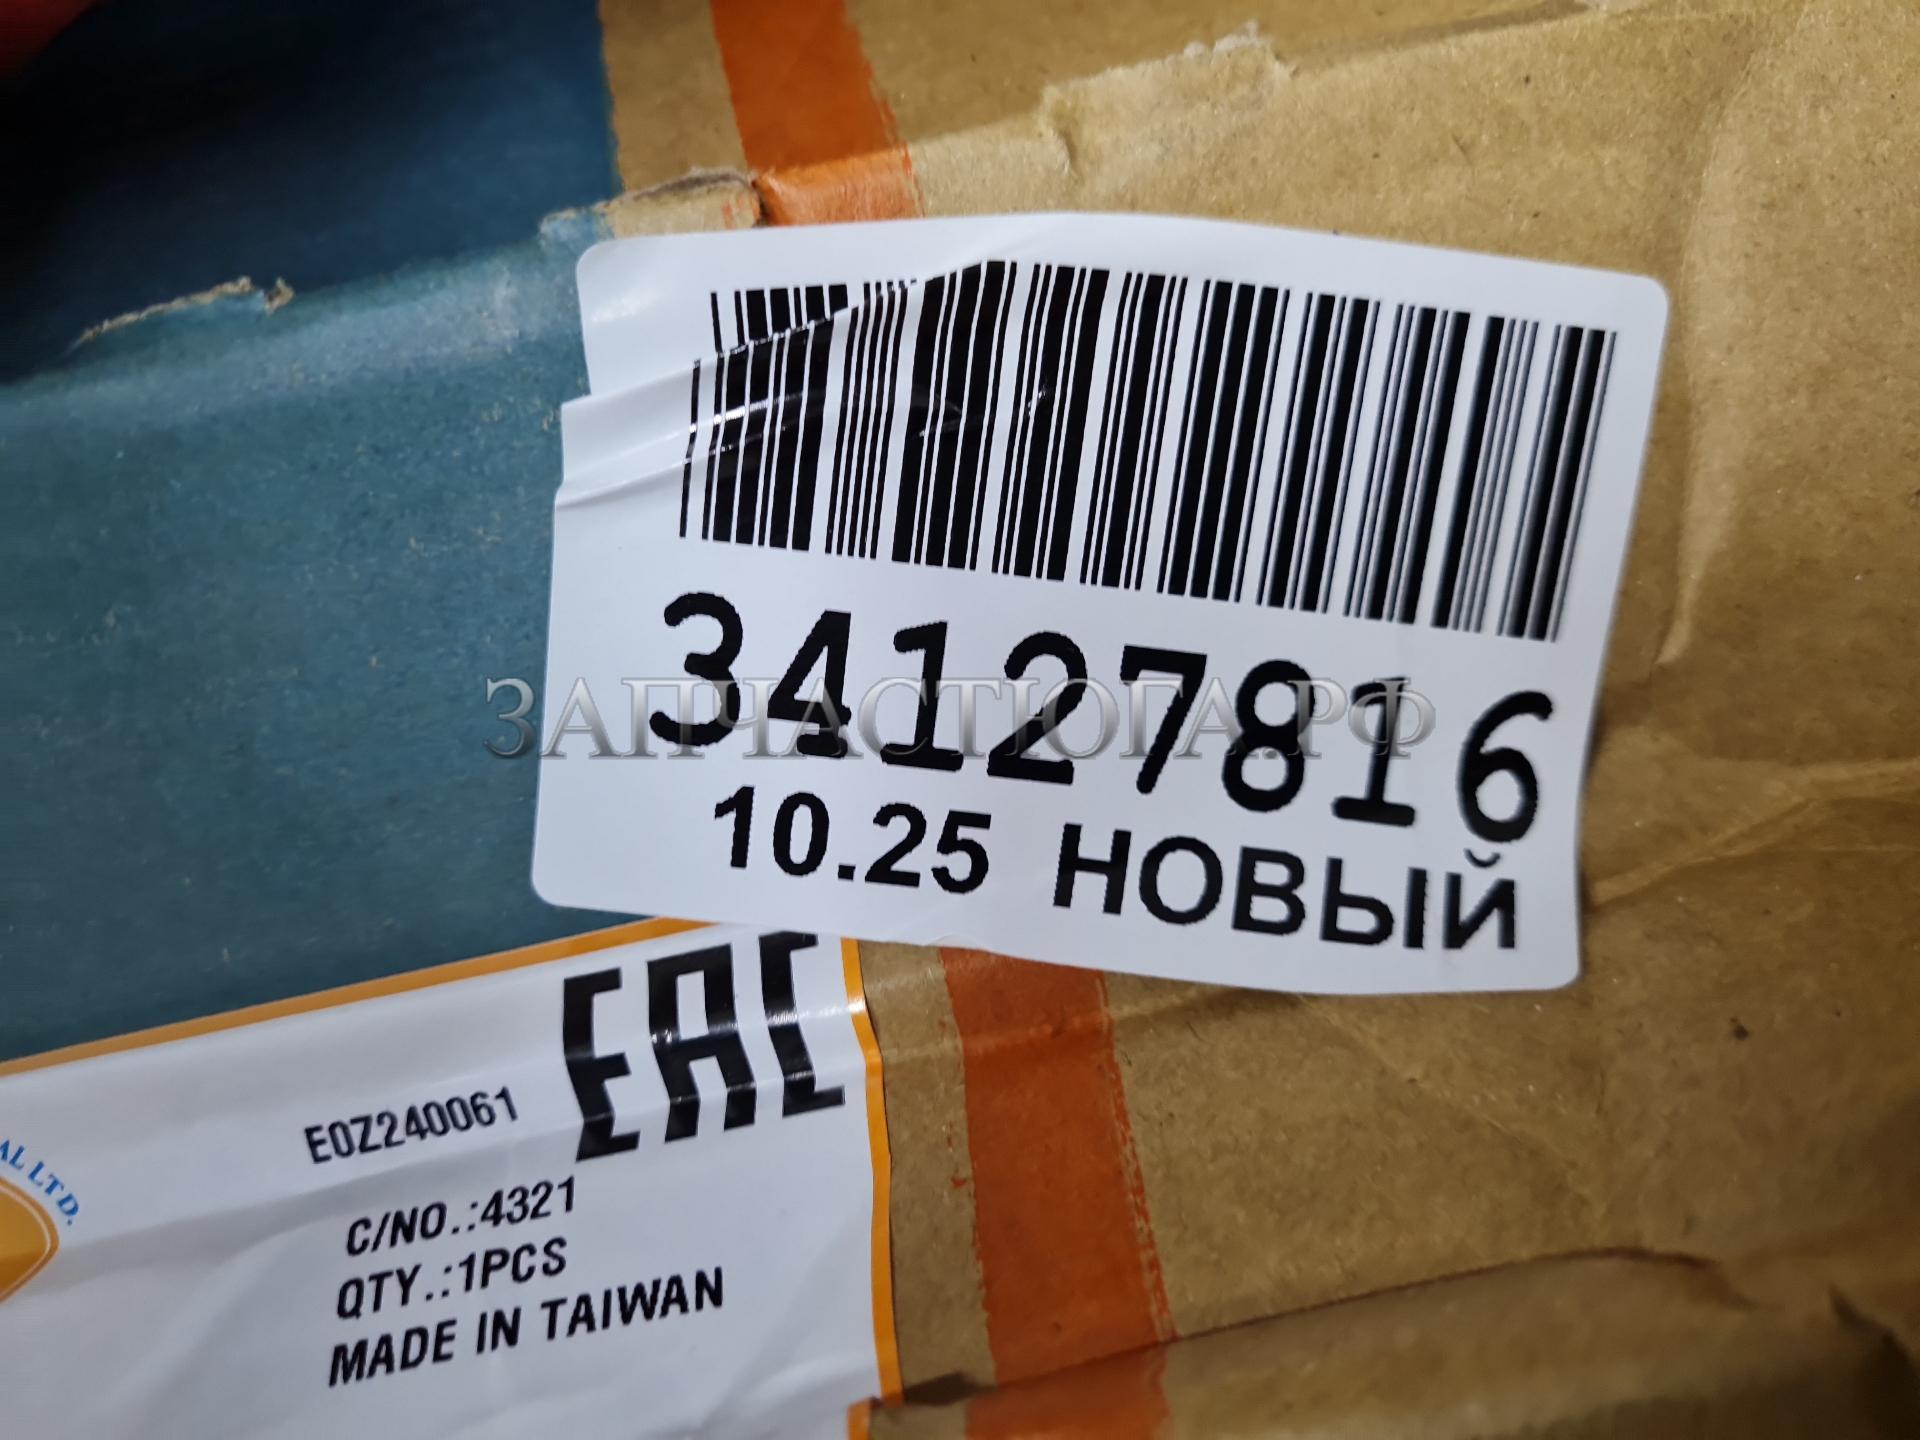 34127816
ЗАПЧАСТЮГА.РФ
10.25 НОВЫЙ
EAC
E0Z240061
AL LTD.
C/NO.:4321
QTY.:1PCS
MADE IN TAIWAN